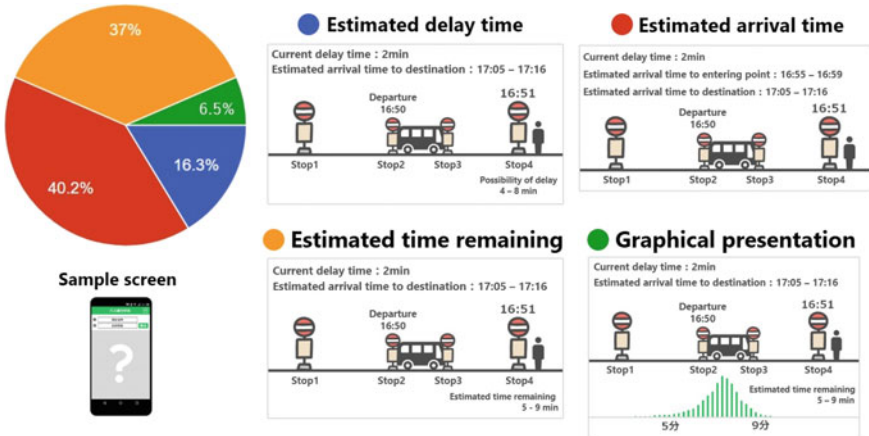 37%
6.5%
16.3%
40.2%
Sample screen
?
Estimated delay time
Current delay time : 2min
Estimated arrival time to destination : 17:05 – 17:16
Departure
16:50
16:51
Stop1
Stop2
Stop3
Stop4
Possibility of delay
4 – 8 min
Estimated arrival time
Current delay time : 2min
Estimated arrival time to entering point : 16:55 – 16:59
Estimated arrival time to destination : 17:05 – 17:16
Departure
16:50
16:51
Stop1
Stop2
Stop3
Stop4
Estimated time remaining
Current delay time : 2min
Estimated arrival time to destination : 17:05 – 17:16
Departure
16:50
16:51
Stop1
Stop2
Stop3
Stop4
Estimated time remaining
5 - 9 min
Graphical presentation
Current delay time : 2min
Estimated arrival time to destination : 17:05 – 17:16
Departure
16:50
16:51
Stop1
Stop2
Stop3
Stop4
Estimated time remaining
5 – 9 min
5分
9分